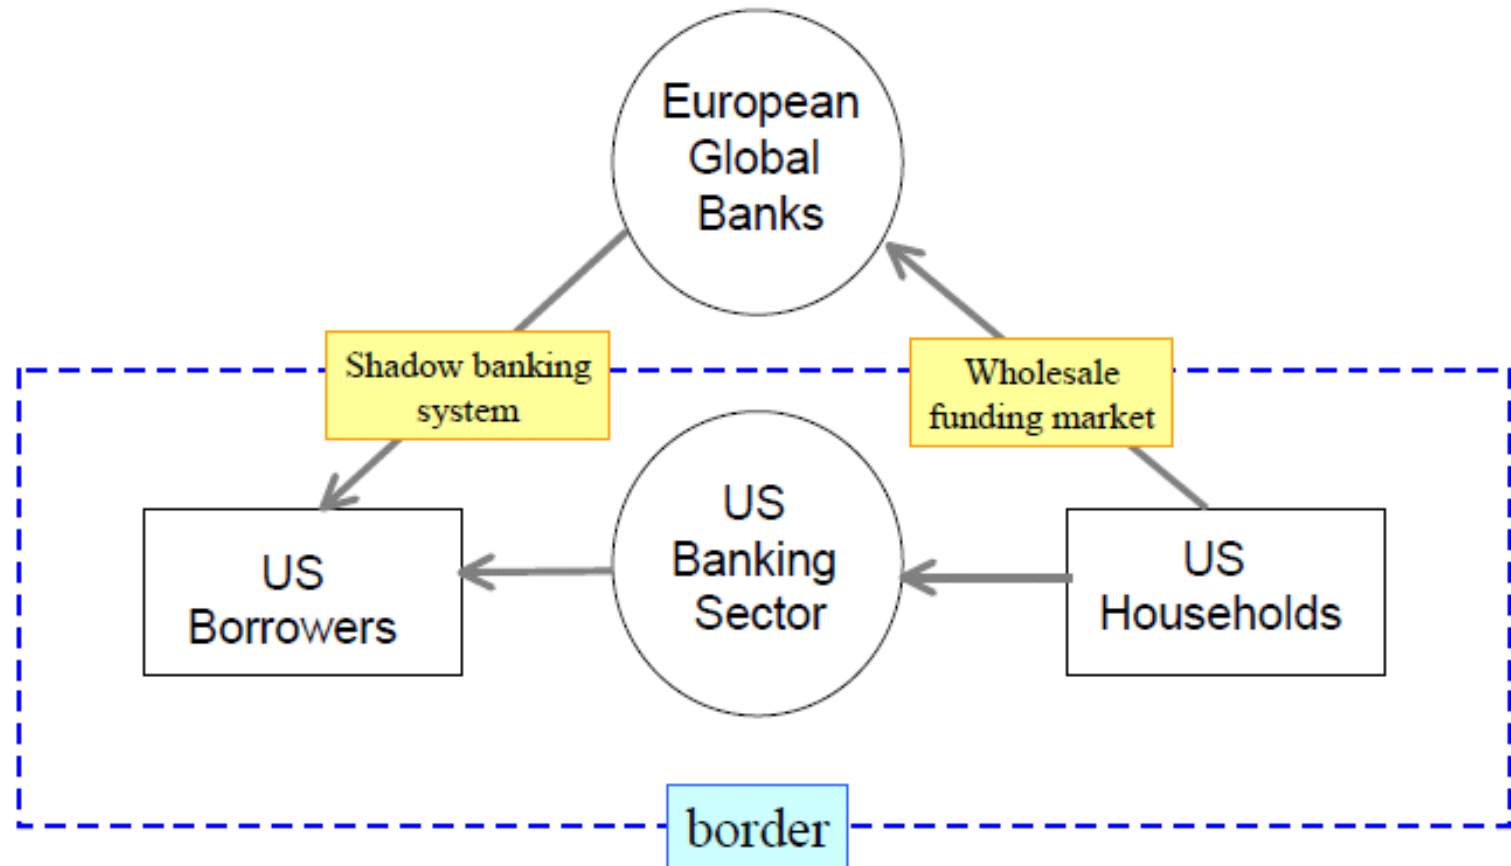 European
Global
Banks
Shadow banking
system
Wholesale
funding market
US
Borrowers
US
Banking
Sector
US
Households
border